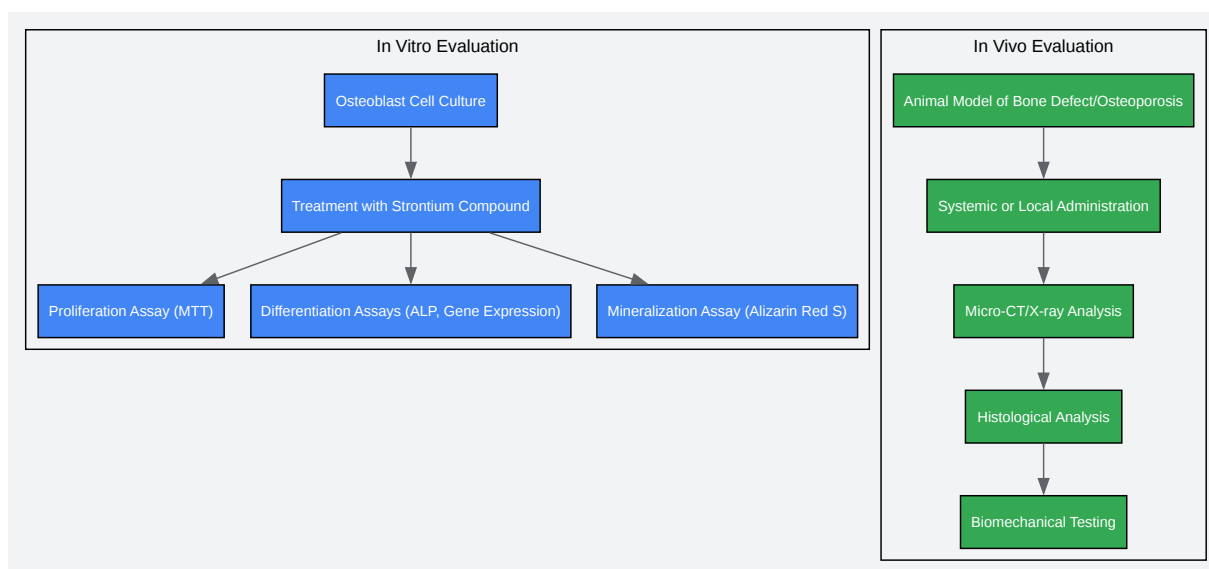 In Vitro Evaluation
Osteoblast Cell Culture
Treatment with Strontium Compound
Proliferation Assay (MTT)
Differentiation Assays (ALP, Gene Expression)
Mineralization Assay (Alizarin Red S)
In Vivo Evaluation
Animal Model of Bone Defect/Osteoporosis
Systemic or Local Administration
Micro-CT/X-ray Analysis
Histological Analysis
Biomechanical Testing